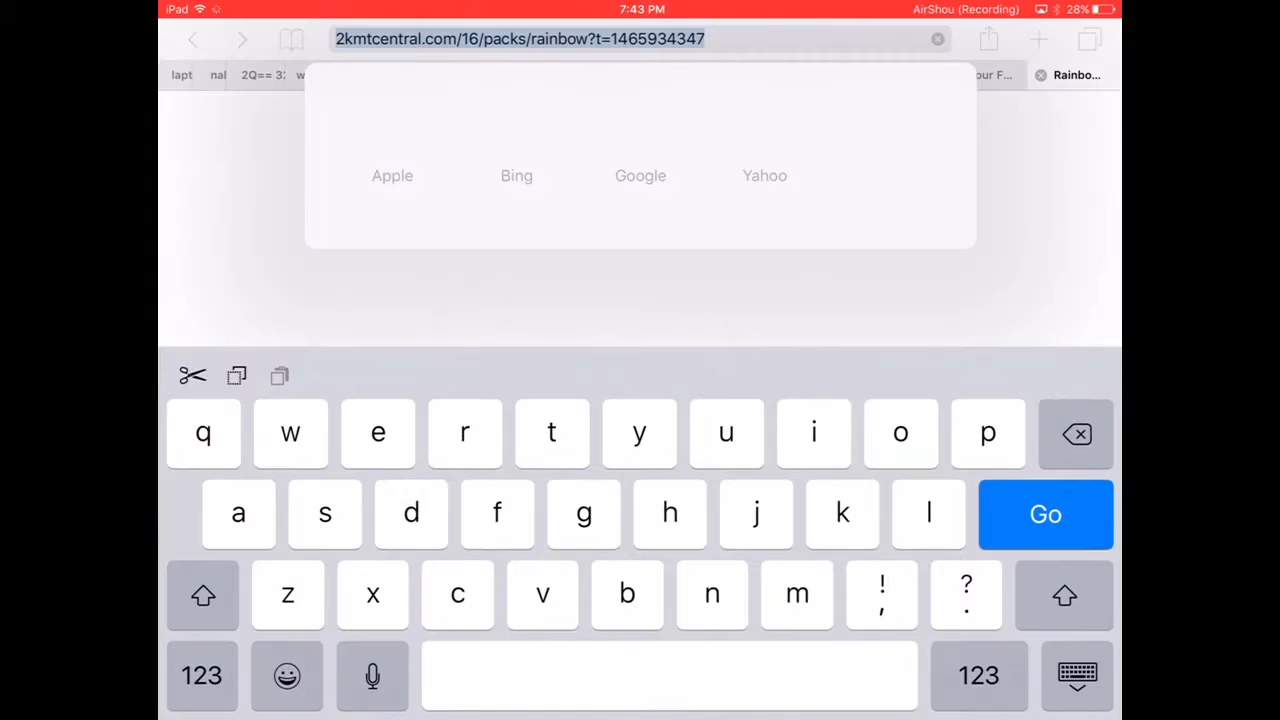 iPad 7:43 PM AirShou (Recording) 28%
2kmtcentral.com/16/packs/rainbow?t=1465934347
lapt nal 2Q== 3: w our F... Rainbo...
Apple Bing Google Yahoo
q w e r t y u i o p
a s d f g h j k l Go
z x c v b n m ! , ? .
123 123